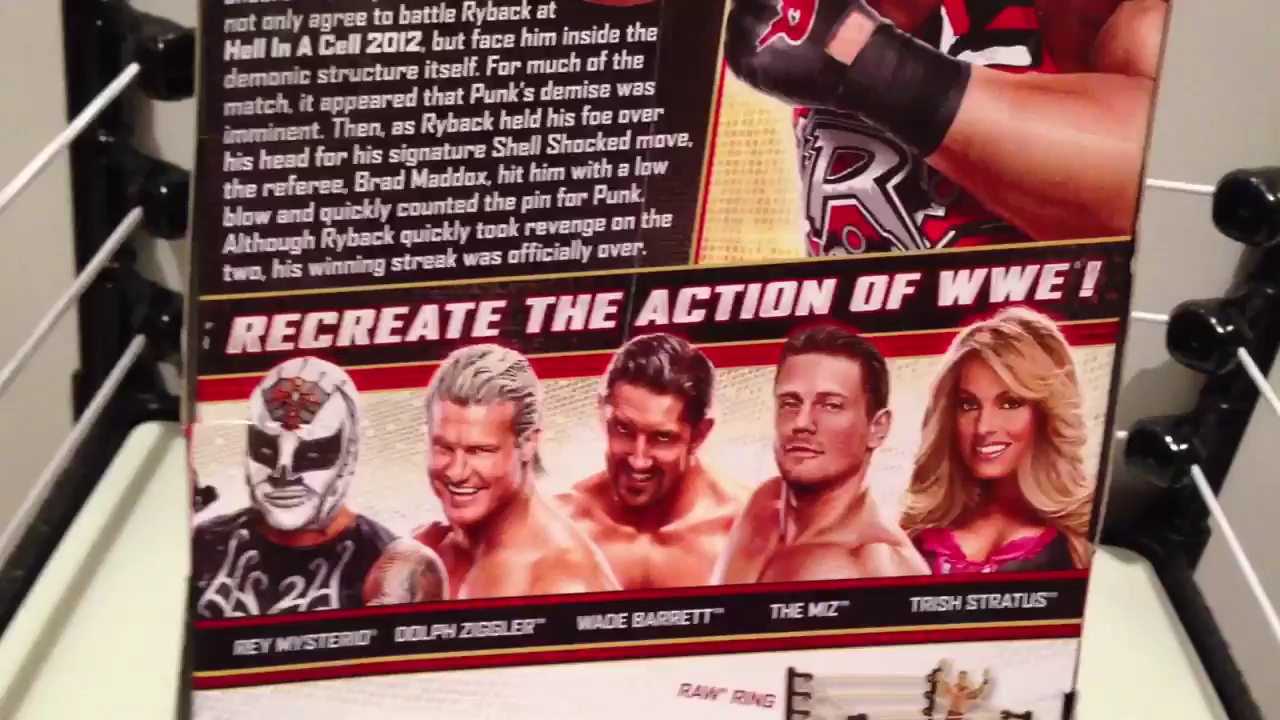 not only agree to battle Ryback at
Hell In A Cell 2012, but face him inside the
demonic structure itself. For much of the
match, it appeared that Punk's demise was
imminent. Then, as Ryback held his foe over
his head for his signature Shell Shocked move,
the referee, Brad Maddox, hit him with a low
blow and quickly counted the pin for Punk.
Although Ryback quickly took revenge on the
two, his winning streak was officially over.
R
RECREATE THE ACTION OF WWE®!
REY MYSTERIO® DOLPH ZIGGLER™ WADE BARRETT™ THE MIZ™ TRISH STRATUS™
RAW® RING